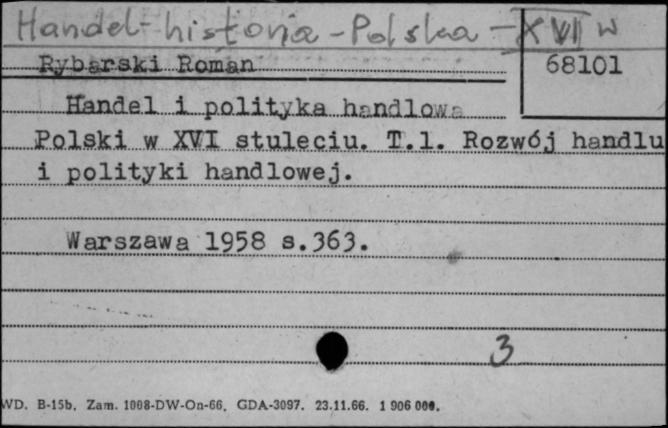 Handel - historia - Polska - XVI w
Rybarski Roman
68101
Handel i polityka handlowa
Polski w XVI stuleciu. T.1. Rozwój handlu
i polityki handlowej.
Warszawa 1958 s.363.
3
WD. B-15b. Zam. 1008-DW-On-66. GDA-3097. 23.11.66. 1 906 000.